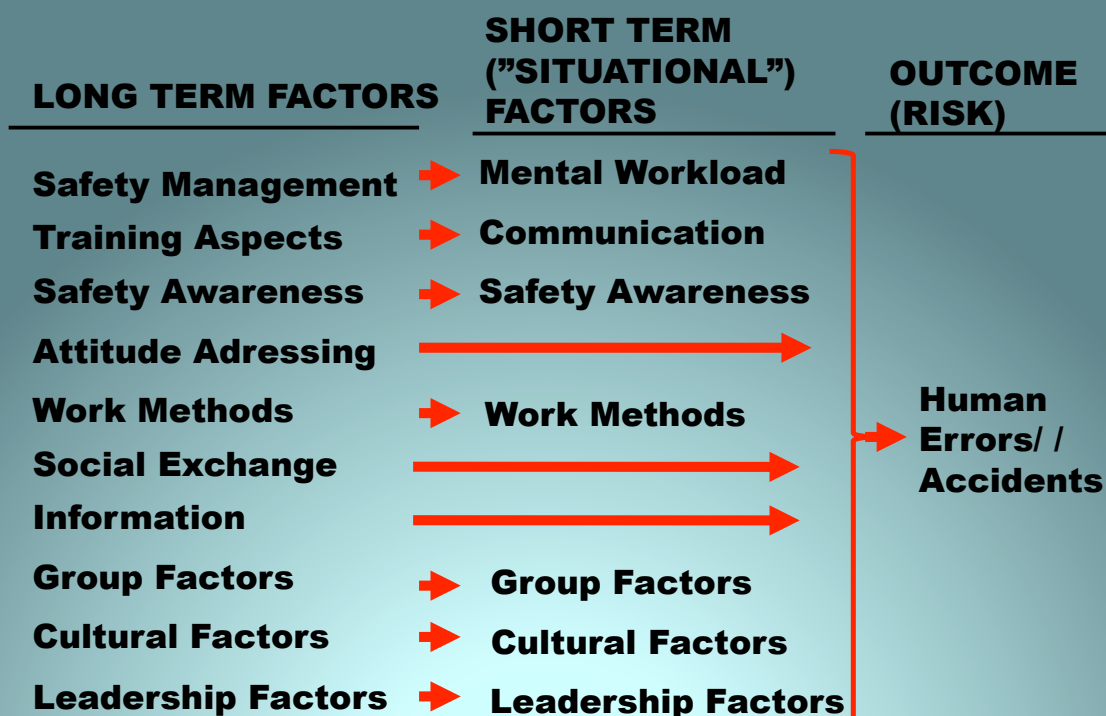 LONG TERM FACTORS
SHORT TERM
(”SITUATIONAL”)
FACTORS
OUTCOME
(RISK)
Safety Management
Mental Workload
Training Aspects
Communication
Safety Awareness
Safety Awareness
Attitude Adressing
Work Methods
Work Methods
Social Exchange
Information
Group Factors
Group Factors
Cultural Factors
Cultural Factors
Leadership Factors
Leadership Factors
Human
Errors/ /
Accidents